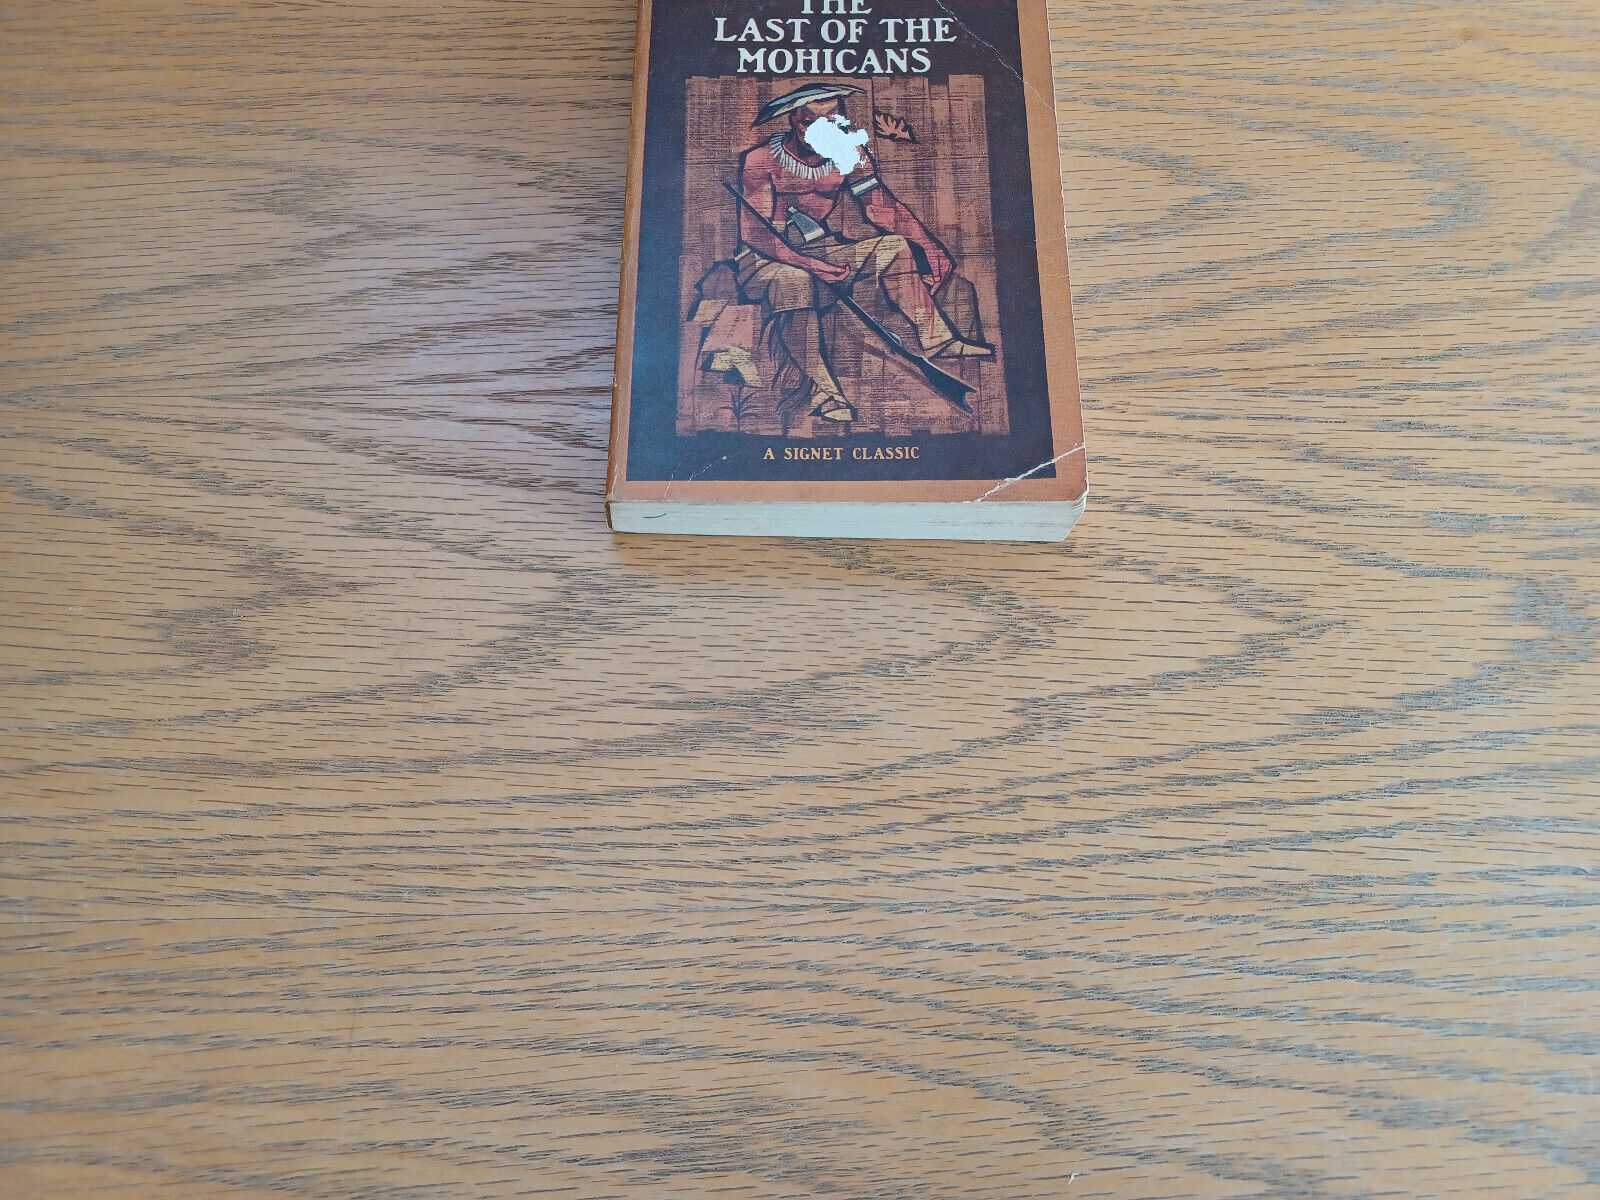 THE
LAST OF THE
MOHICANS
A SIGNET CLASSIC